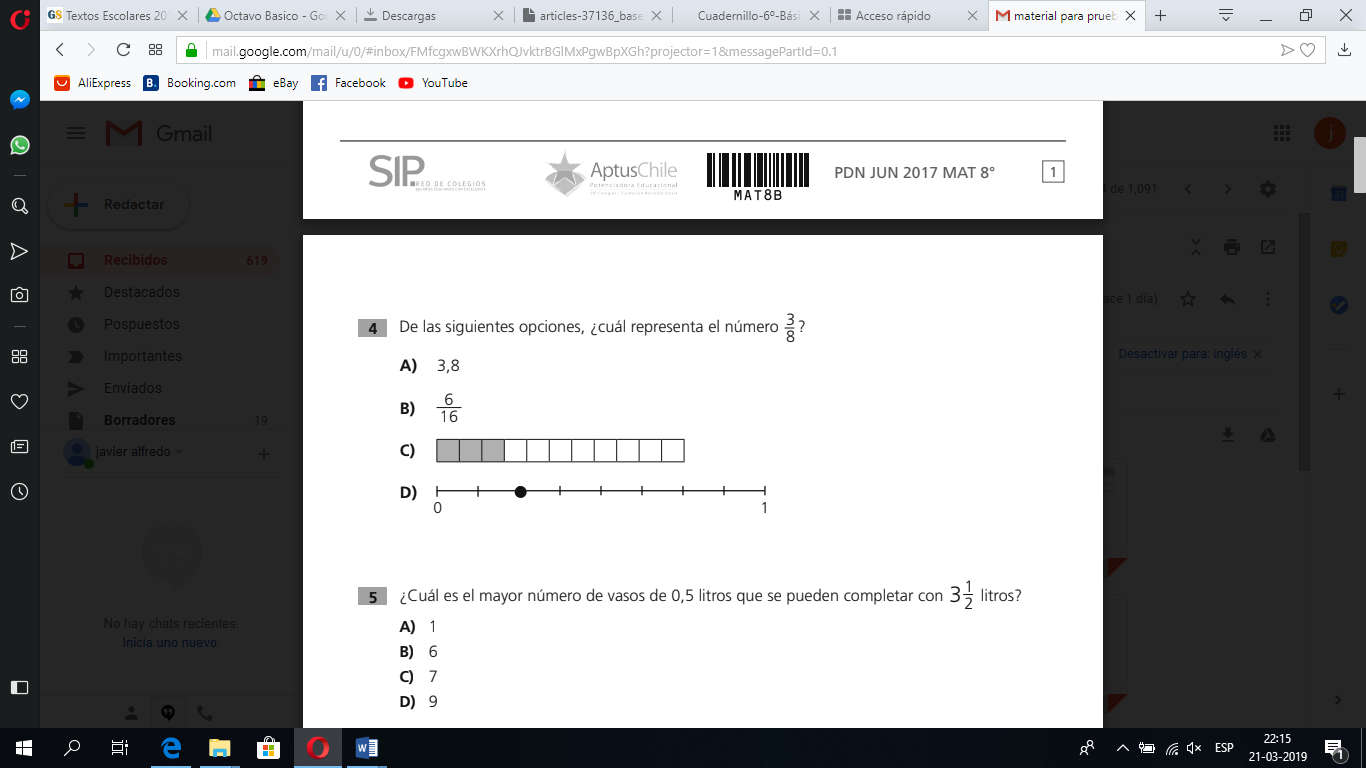 Textos Escolares 20
Octavo Basico - Goo
Descargas
articles-37136_base
Cuadernillo-6º-Bási
Acceso rápido
material para prueb
mail.google.com/mail/u/0/#inbox/FMfcgxwBWKXrhQJvktrBGlMxPgwBpXGh?projector=1&messagePartId=0.1
AliExpress
Booking.com
eBay
Facebook
YouTube
Gmail
Redactar
Recibidos 619
Destacados
Pospuestos
Importantes
Enviados
Borradores 19
javier alfredo
No hay chats recientes.
Inicia uno nuevo.
j
de 1,091
ace 1 día)
Desactivar para: inglés
SIP. RED DE COLEGIOS
AptusChile
Potenciadora Educacional
MAT8B
PDN JUN 2017 MAT 8°
1
4 De las siguientes opciones, ¿cuál representa el número 3/8?
A) 3,8
B) 6/16
C)
D)
0 1
5 ¿Cuál es el mayor número de vasos de 0,5 litros que se pueden completar con 3 1/2 litros?
A) 1
B) 6
C) 7
D) 9
ESP
22:15
21-03-2019
1